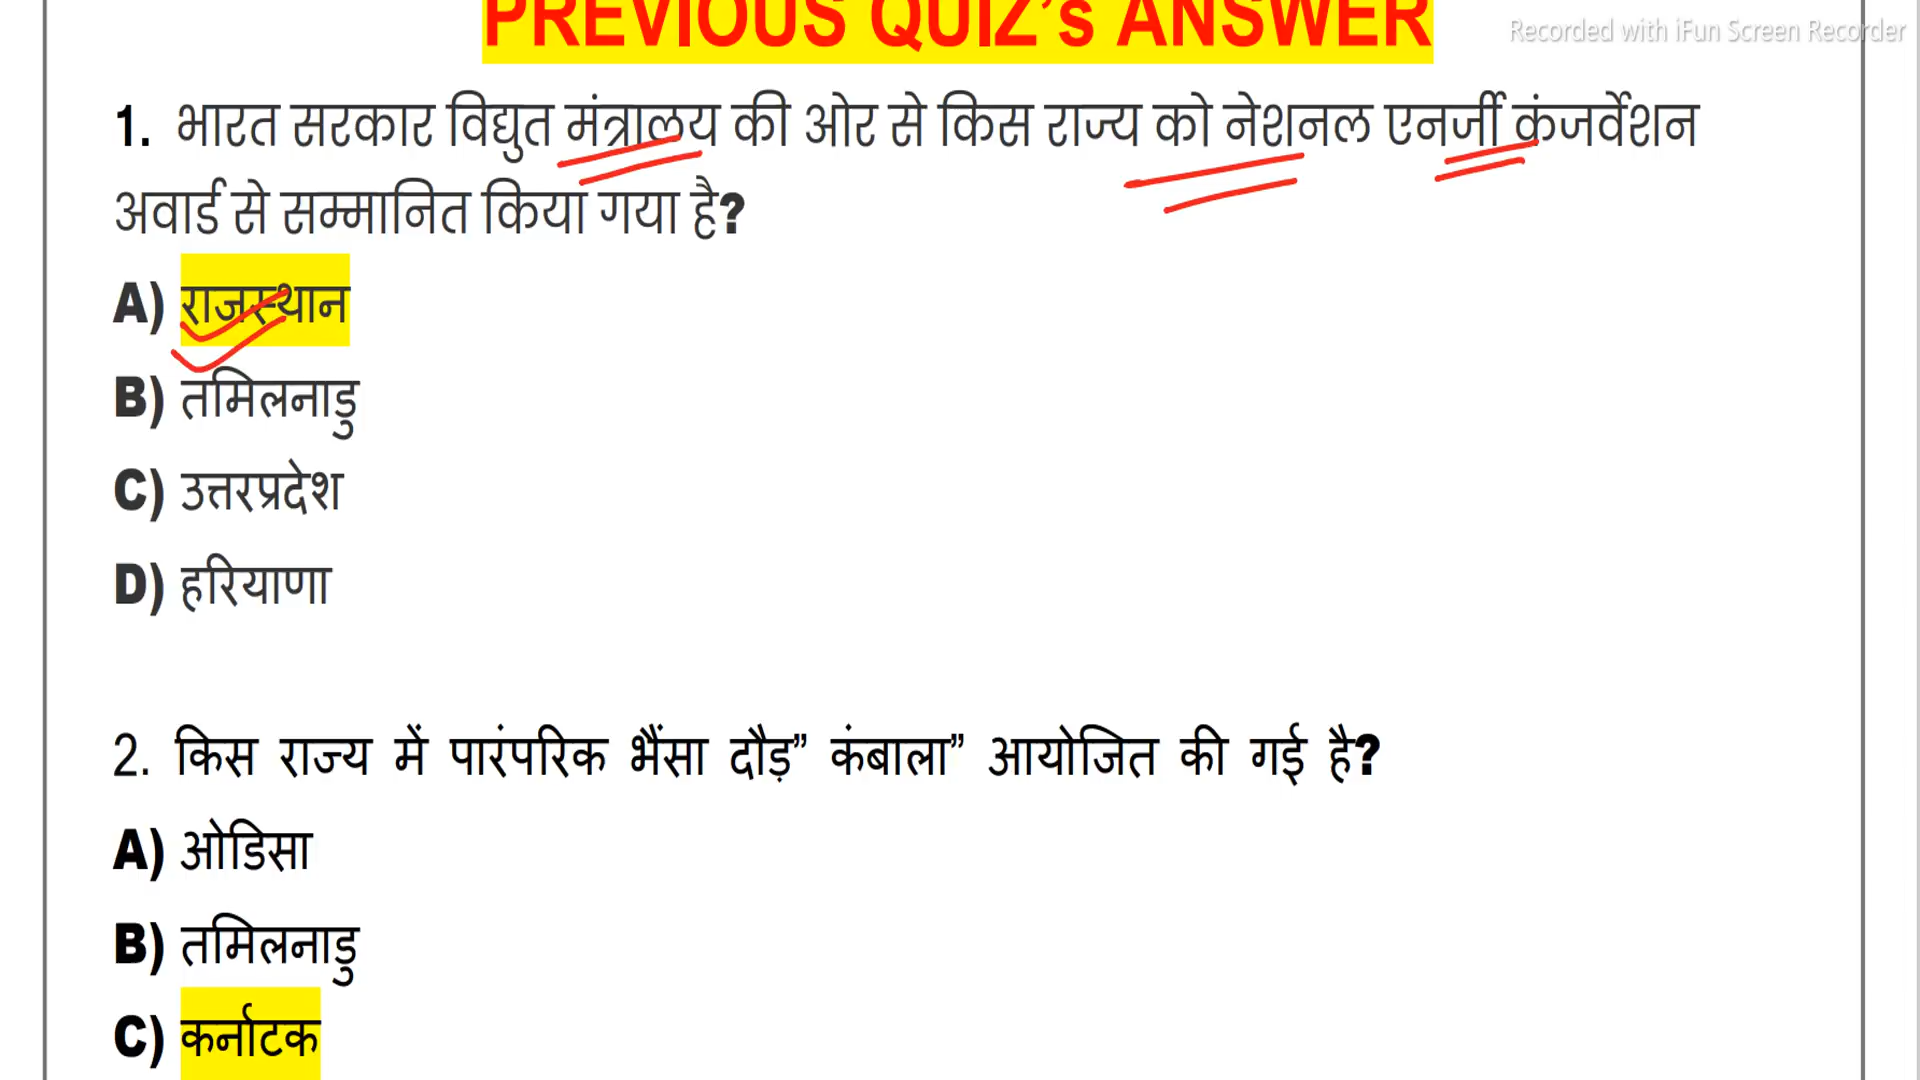 PREVIOUS QUIZ’s ANSWER
Recorded with iFun Screen Recorder
1. भारत सरकार विद्युत मंत्रालय की ओर से किस राज्य को नेशनल एनर्जी कंजर्वेशन
अवार्ड से सम्मानित किया गया है?
A) राजस्थान
B) तमिलनाडु
C) उत्तरप्रदेश
D) हरियाणा
2. किस राज्य में पारंपरिक भैंसा दौड़” कंबाला” आयोजित की गई है?
A) ओडिसा
B) तमिलनाडु
C) कर्नाटक